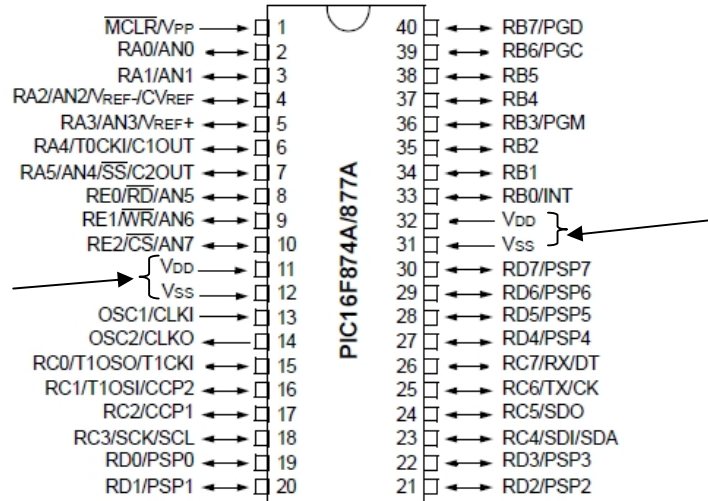 MCLR/VPP 1
RA0/AN0 2
RA1/AN1 3
RA2/AN2/VREF-/CVREF 4
RA3/AN3/VREF+ 5
RA4/T0CKI/C1OUT 6
RA5/AN4/SS/C2OUT 7
RE0/RD/AN5 8
RE1/WR/AN6 9
RE2/CS/AN7 10
VDD 11
VSS 12
OSC1/CLKI 13
OSC2/CLKO 14
RC0/T1OSO/T1CKI 15
RC1/T1OSI/CCP2 16
RC2/CCP1 17
RC3/SCK/SCL 18
RD0/PSP0 19
RD1/PSP1 20
PIC16F874A/877A
40 RB7/PGD
39 RB6/PGC
38 RB5
37 RB4
36 RB3/PGM
35 RB2
34 RB1
33 RB0/INT
32 VDD
31 VSS
30 RD7/PSP7
29 RD6/PSP6
28 RD5/PSP5
27 RD4/PSP4
26 RC7/RX/DT
25 RC6/TX/CK
24 RC5/SDO
23 RC4/SDI/SDA
22 RD3/PSP3
21 RD2/PSP2